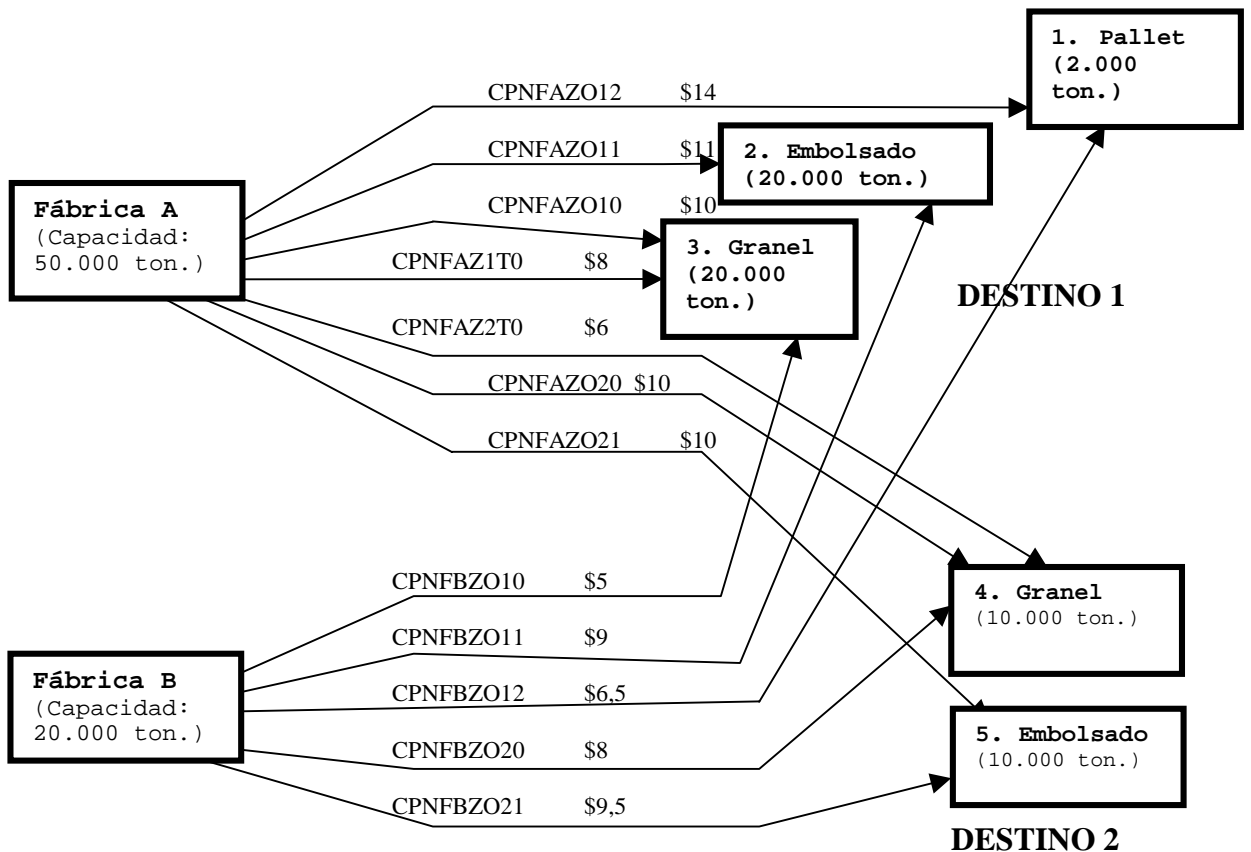 1. Pallet
(2.000
ton.)
CPNFAZO12 $14
CPNFAZO11 $11
2. Embolsado
(20.000 ton.)
Fábrica A
(Capacidad:
50.000 ton.)
CPNFAZO10 $10
3. Granel
(20.000
ton.)
CPNFAZ1T0 $8
DESTINO 1
CPNFAZ2T0 $6
CPNFAZO20 $10
CPNFAZO21 $10
CPNFBZO10 $5
4. Granel
(10.000 ton.)
CPNFBZO11 $9
Fábrica B
(Capacidad:
20.000 ton.)
CPNFBZO12 $6,5
CPNFBZO20 $8
5. Embolsado
(10.000 ton.)
CPNFBZO21 $9,5
DESTINO 2